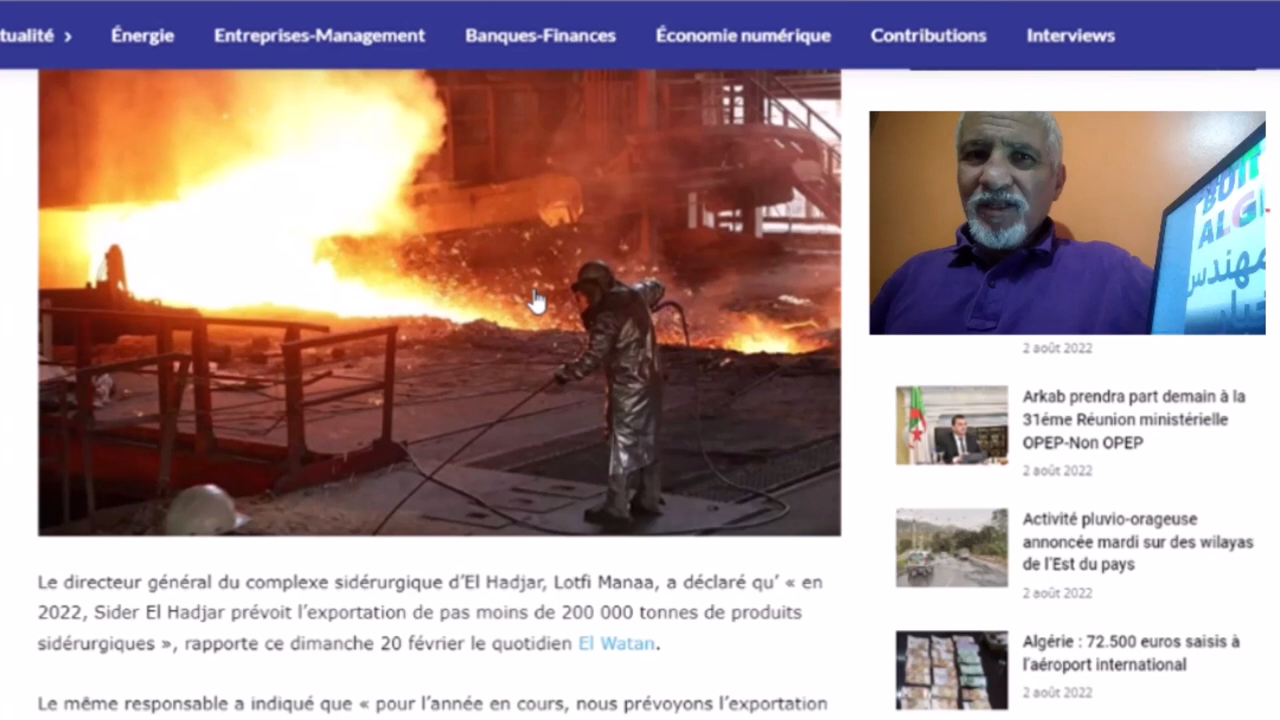 tualité
Énergie
Entreprises-Management
Banques-Finances
Économie numérique
Contributions
Interviews
ALG
2 août 2022
Arkab prendra part demain à la
31éme Réunion ministérielle
OPEP-Non OPEP
2 août 2022
Activité pluvio-orageuse
annoncée mardi sur des wilayas
de l'Est du pays
2 août 2022
Algérie : 72.500 euros saisis à
l'aéroport international
2 août 2022
Le directeur général du complexe sidérurgique d'El Hadjar, Lotfi Manaa, a déclaré qu' « en
2022, Sider El Hadjar prévoit l'exportation de pas moins de 200 000 tonnes de produits
sidérurgiques », rapporte ce dimanche 20 février le quotidien El Watan.
Le même responsable a indiqué que « pour l'année en cours, nous prévoyons l'exportation